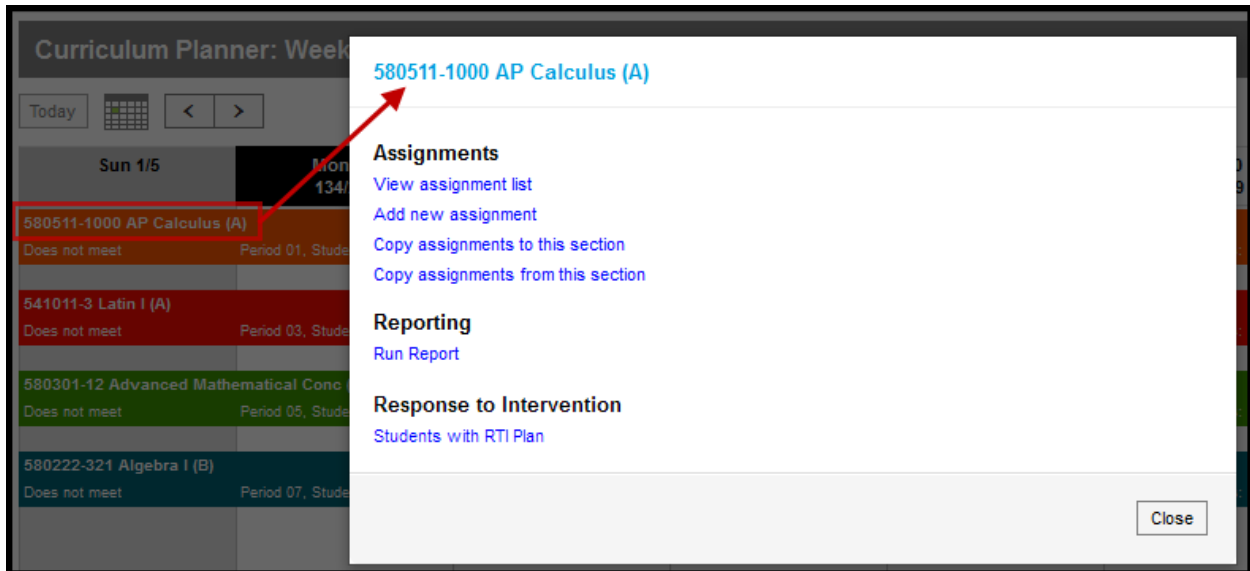 Curriculum Planner: Week
580511-1000 AP Calculus (A)
Today
< >
Assignments
Sun 1/5
Mon
134/
View assignment list
Add new assignment
580511-1000 AP Calculus (A)
Does not meet
Period 01, Stude
Copy assignments to this section
Copy assignments from this section
541011-3 Latin I (A)
Does not meet
Period 03, Stude
Reporting
Run Report
580301-12 Advanced Mathematical Conc (
Does not meet
Period 05, Stude
Response to Intervention
Students with RTI Plan
580222-321 Algebra I (B)
Does not meet
Period 07, Stude
Close